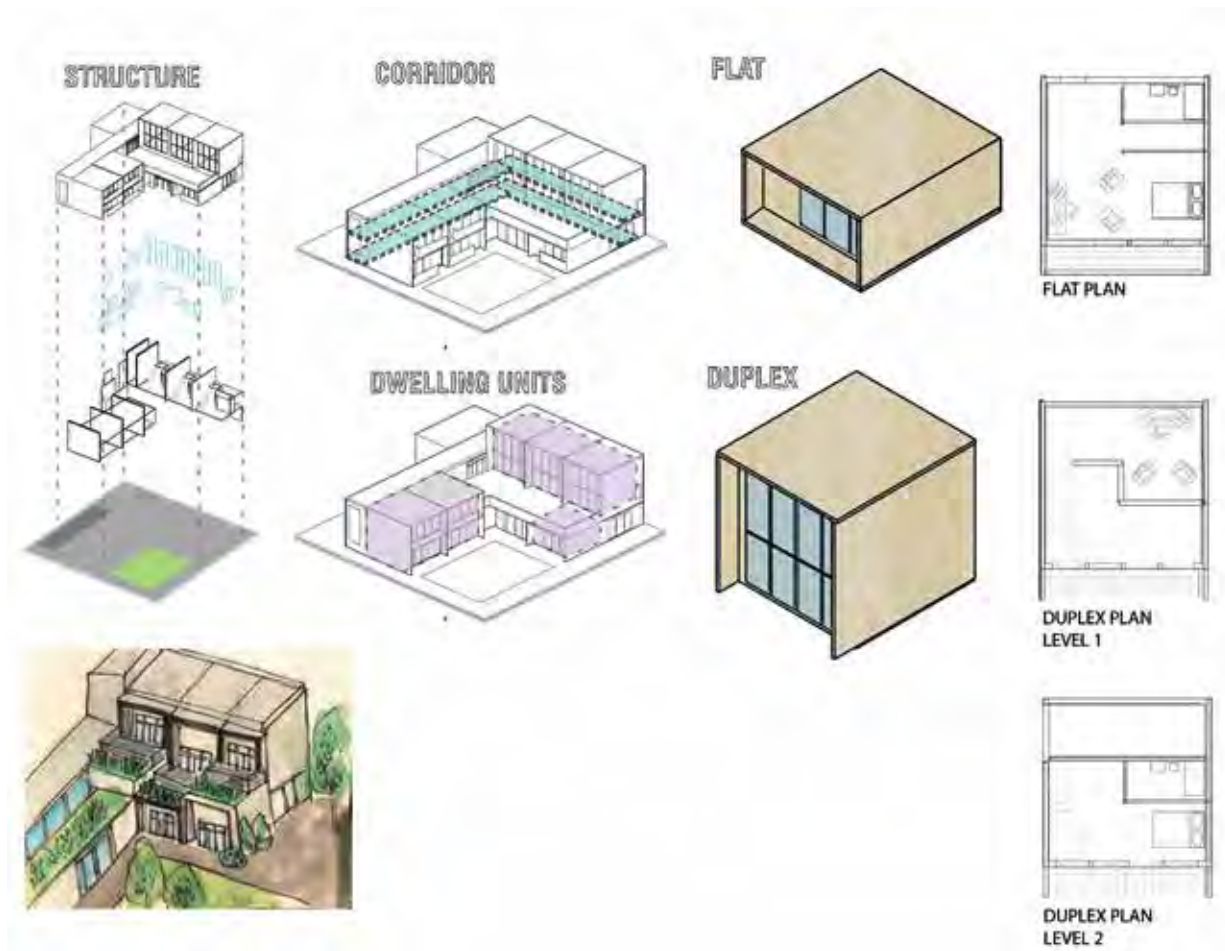 STRUCTURE
CORRIDOR
FLAT
FLAT PLAN
DWELLING UNITS
DUPLEX
DUPLEX PLAN
LEVEL 1
DUPLEX PLAN
LEVEL 2